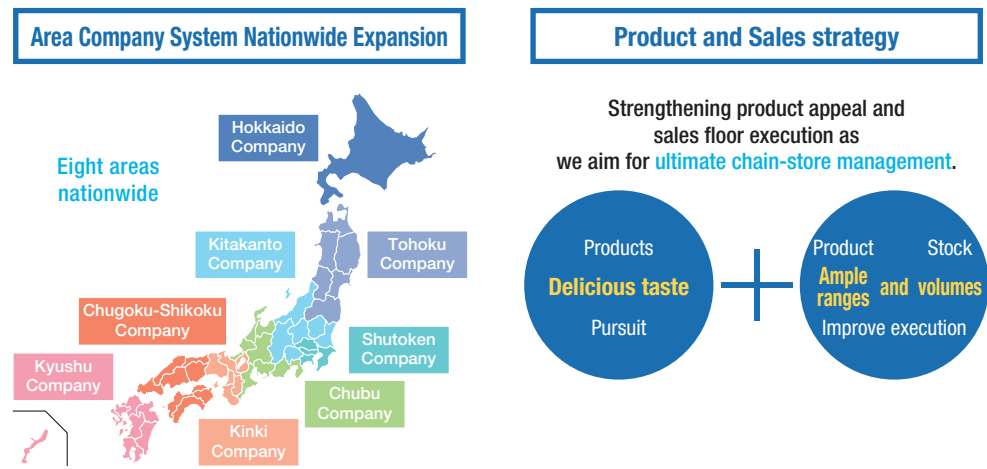 Area Company System Nationwide Expansion
Eight areas
nationwide
Hokkaido
Company
Kitakanto
Company
Tohoku
Company
Chugoku-Shikoku
Company
Shutoken
Company
Kyushu
Company
Chubu
Company
Kinki
Company
Product and Sales strategy
Strengthening product appeal and
sales floor execution as
we aim for ultimate chain-store management.
Products
Delicious taste
Pursuit
Product Stock
Ample
ranges and volumes
Improve execution